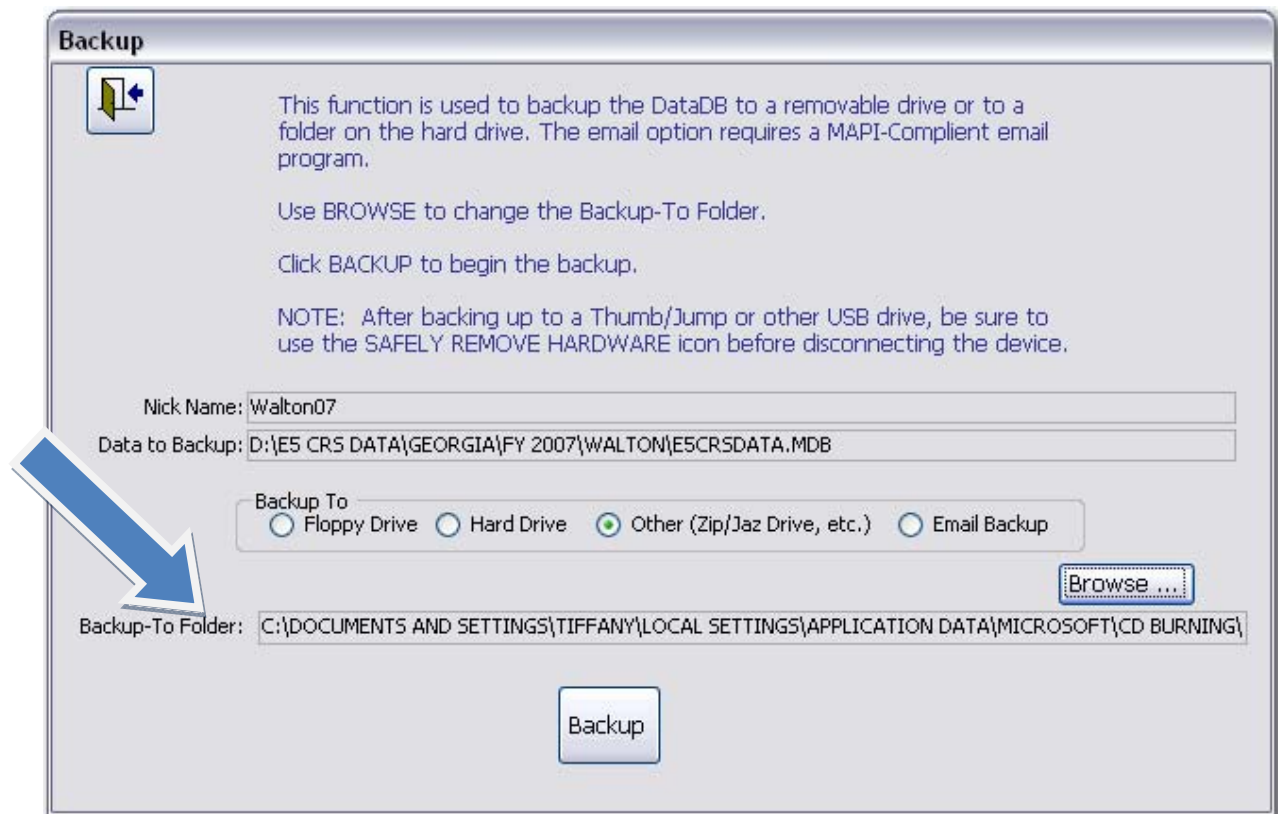 Backup
This function is used to backup the DataDB to a removable drive or to a
folder on the hard drive. The email option requires a MAPI-Complient email
program.
Use BROWSE to change the Backup-To Folder.
Click BACKUP to begin the backup.
NOTE:  After backing up to a Thumb/Jump or other USB drive, be sure to
use the SAFELY REMOVE HARDWARE icon before disconnecting the device.
Nick Name: Walton07
Data to Backup: D:\E5 CRS DATA\GEORGIA\FY 2007\WALTON\E5CRSDATA.MDB
Backup To
Floppy Drive Hard Drive Other (Zip/Jaz Drive, etc.) Email Backup
Browse ...
Backup-To Folder: C:\DOCUMENTS AND SETTINGS\TIFFANY\LOCAL SETTINGS\APPLICATION DATA\MICROSOFT\CD BURNING\
Backup